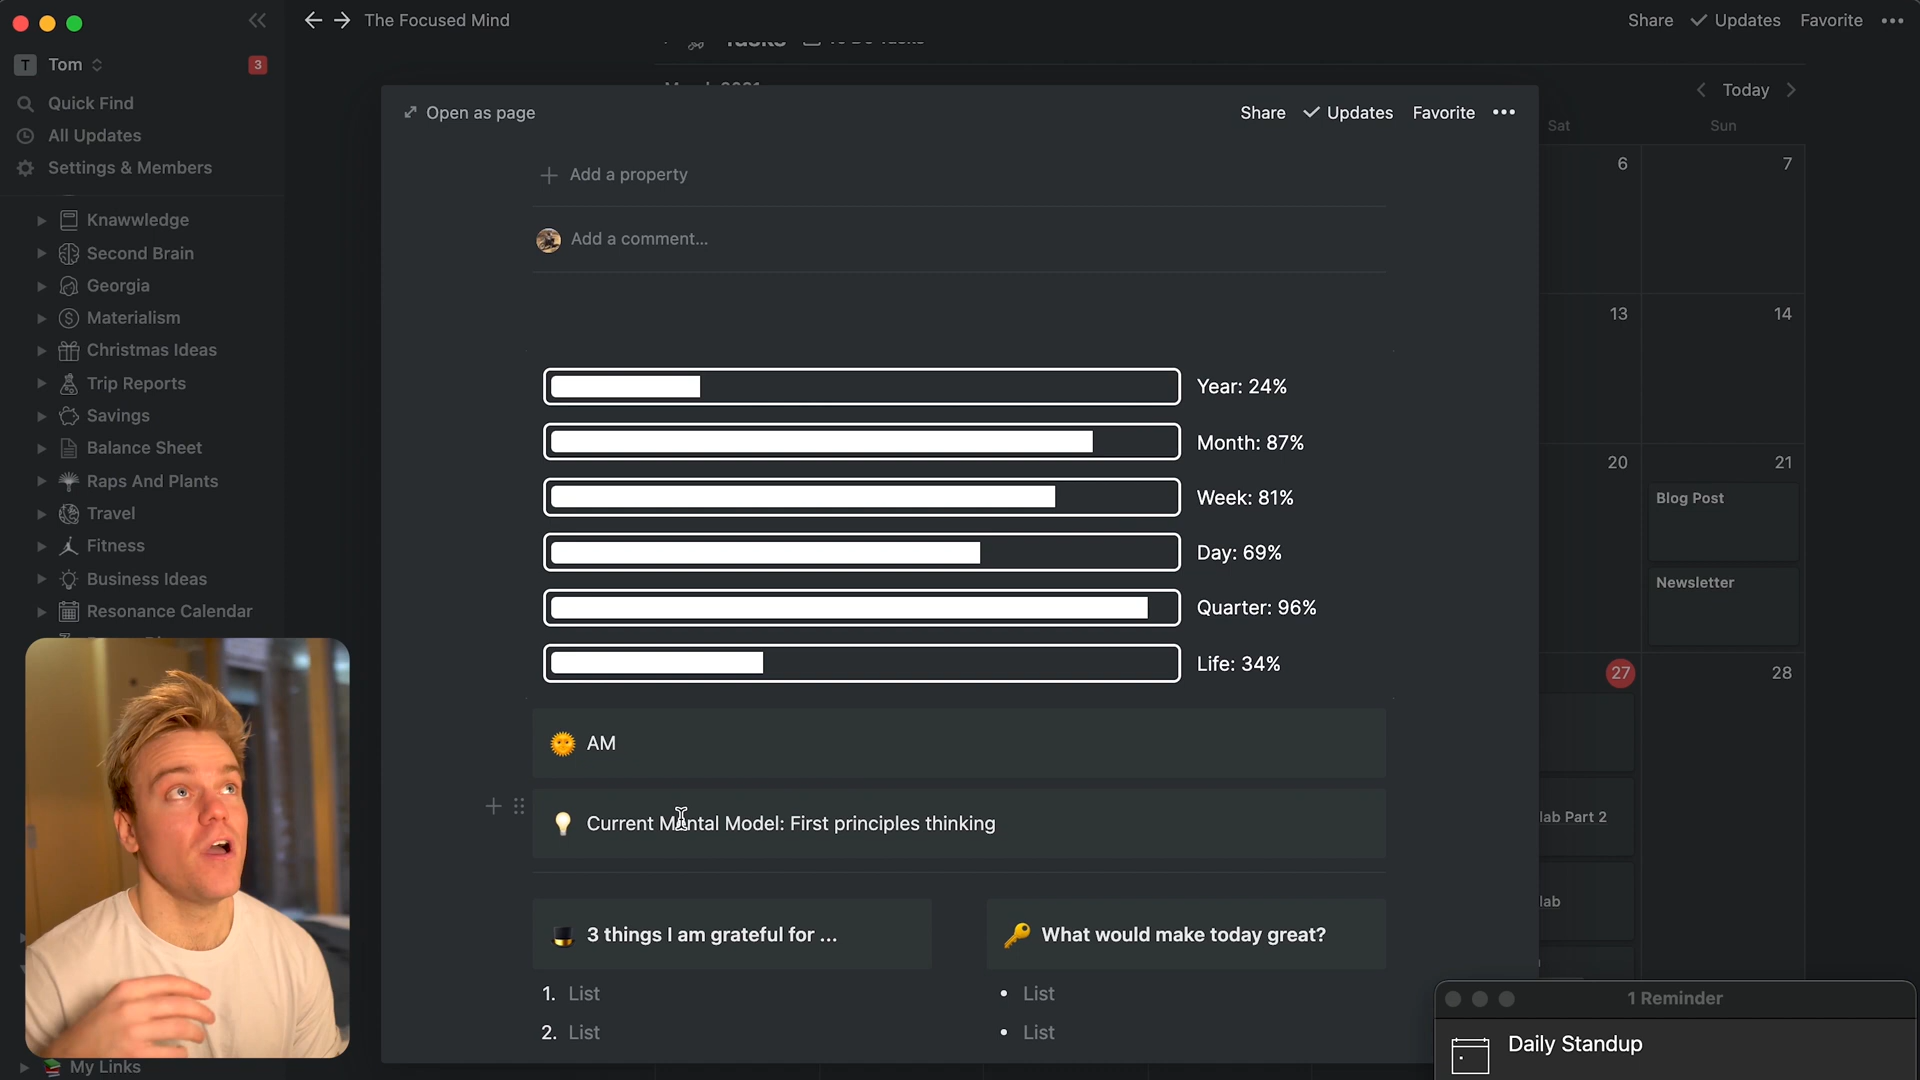 The Focused Mind
Share
Updates
Favorite
T
Tom
3
Quick Find
All Updates
Settings & Members
Knawwledge
Second Brain
Georgia
Materialism
Christmas Ideas
Trip Reports
Savings
Balance Sheet
Raps And Plants
Travel
Fitness
Business Ideas
Resonance Calendar
My Links
Today
Sat
Sun
6
7
13
14
20
21
Blog Post
Newsletter
27
28
lab Part 2
lab
Open as page
Share
Updates
Favorite
Add a property
Add a comment...
Year: 24%
Month: 87%
Week: 81%
Day: 69%
Quarter: 96%
Life: 34%
AM
Current Mental Model: First principles thinking
3 things I am grateful for ...
1. List
2. List
What would make today great?
• List
• List
1 Reminder
Daily Standup